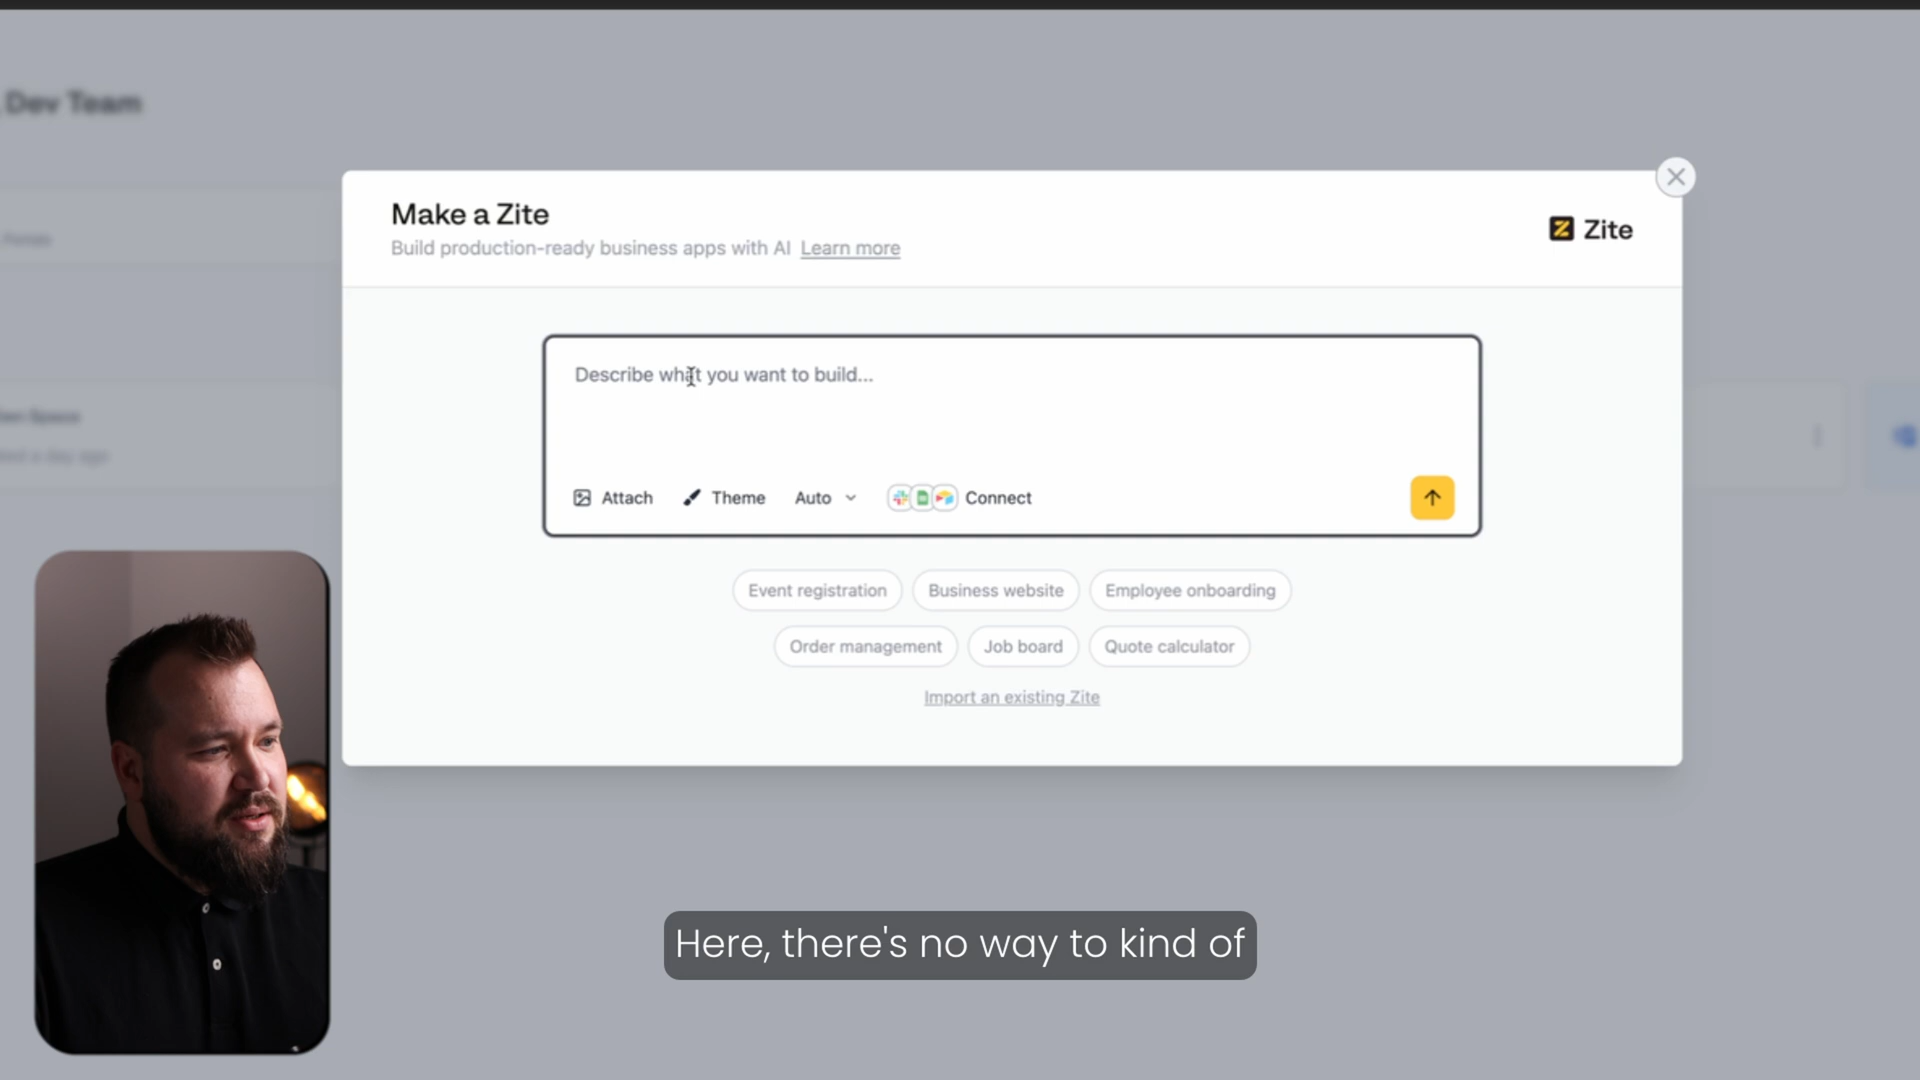 Dev Team
Make a Zite
Build production-ready business apps with AI Learn more
Zite
Describe what you want to build...
Attach Theme Auto Connect
Event registration Business website Employee onboarding
Order management Job board Quote calculator
Import an existing Zite
Here, there's no way to kind of